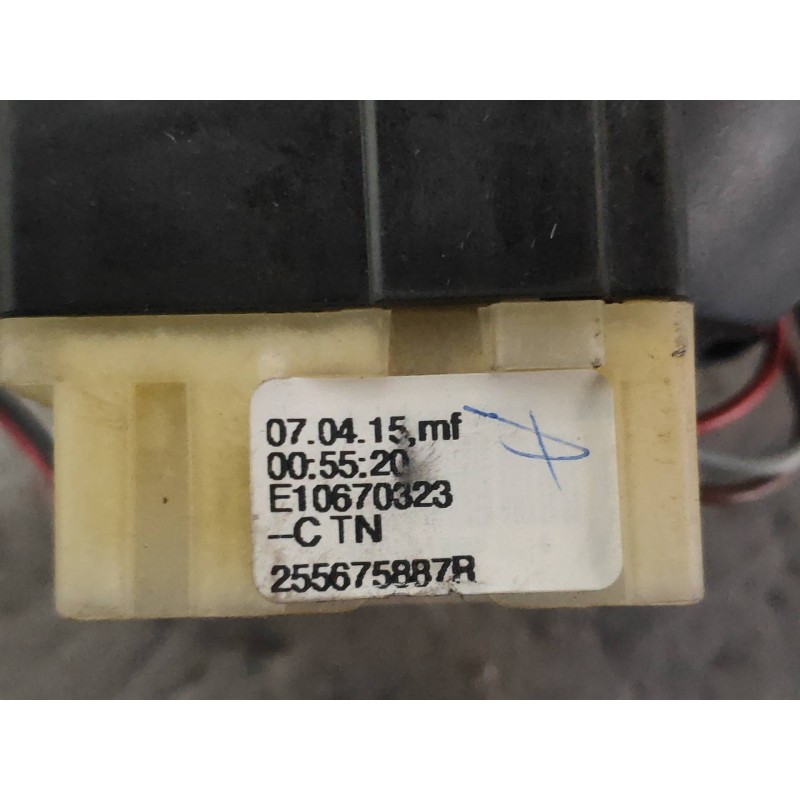 07.04.15,mf
00:55:20
E10670323
--C TN
255675887R